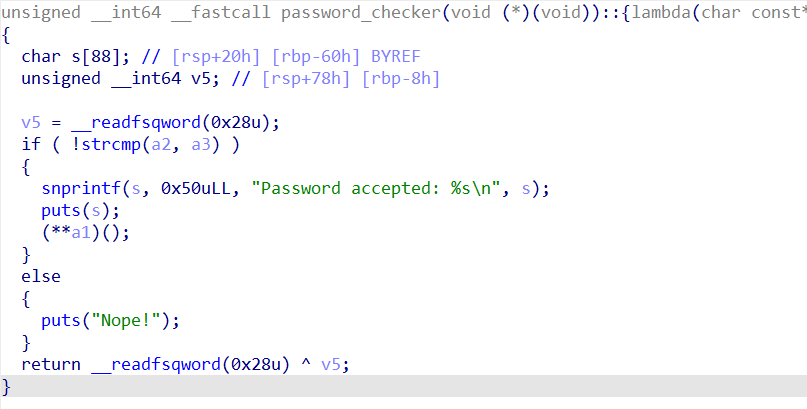 unsigned __int64 __fastcall password_checker(void (*)(void))::{lambda(char const*
{
  char s[88]; // [rsp+20h] [rbp-60h] BYREF
  unsigned __int64 v5; // [rsp+78h] [rbp-8h]
  v5 = __readfsqword(0x28u);
  if ( !strcmp(a2, a3) )
  {
    snprintf(s, 0x50uLL, "Password accepted: %s\n", s);
    puts(s);
    (**a1)();
  }
  else
  {
    puts("Nope!");
  }
  return __readfsqword(0x28u) ^ v5;
}